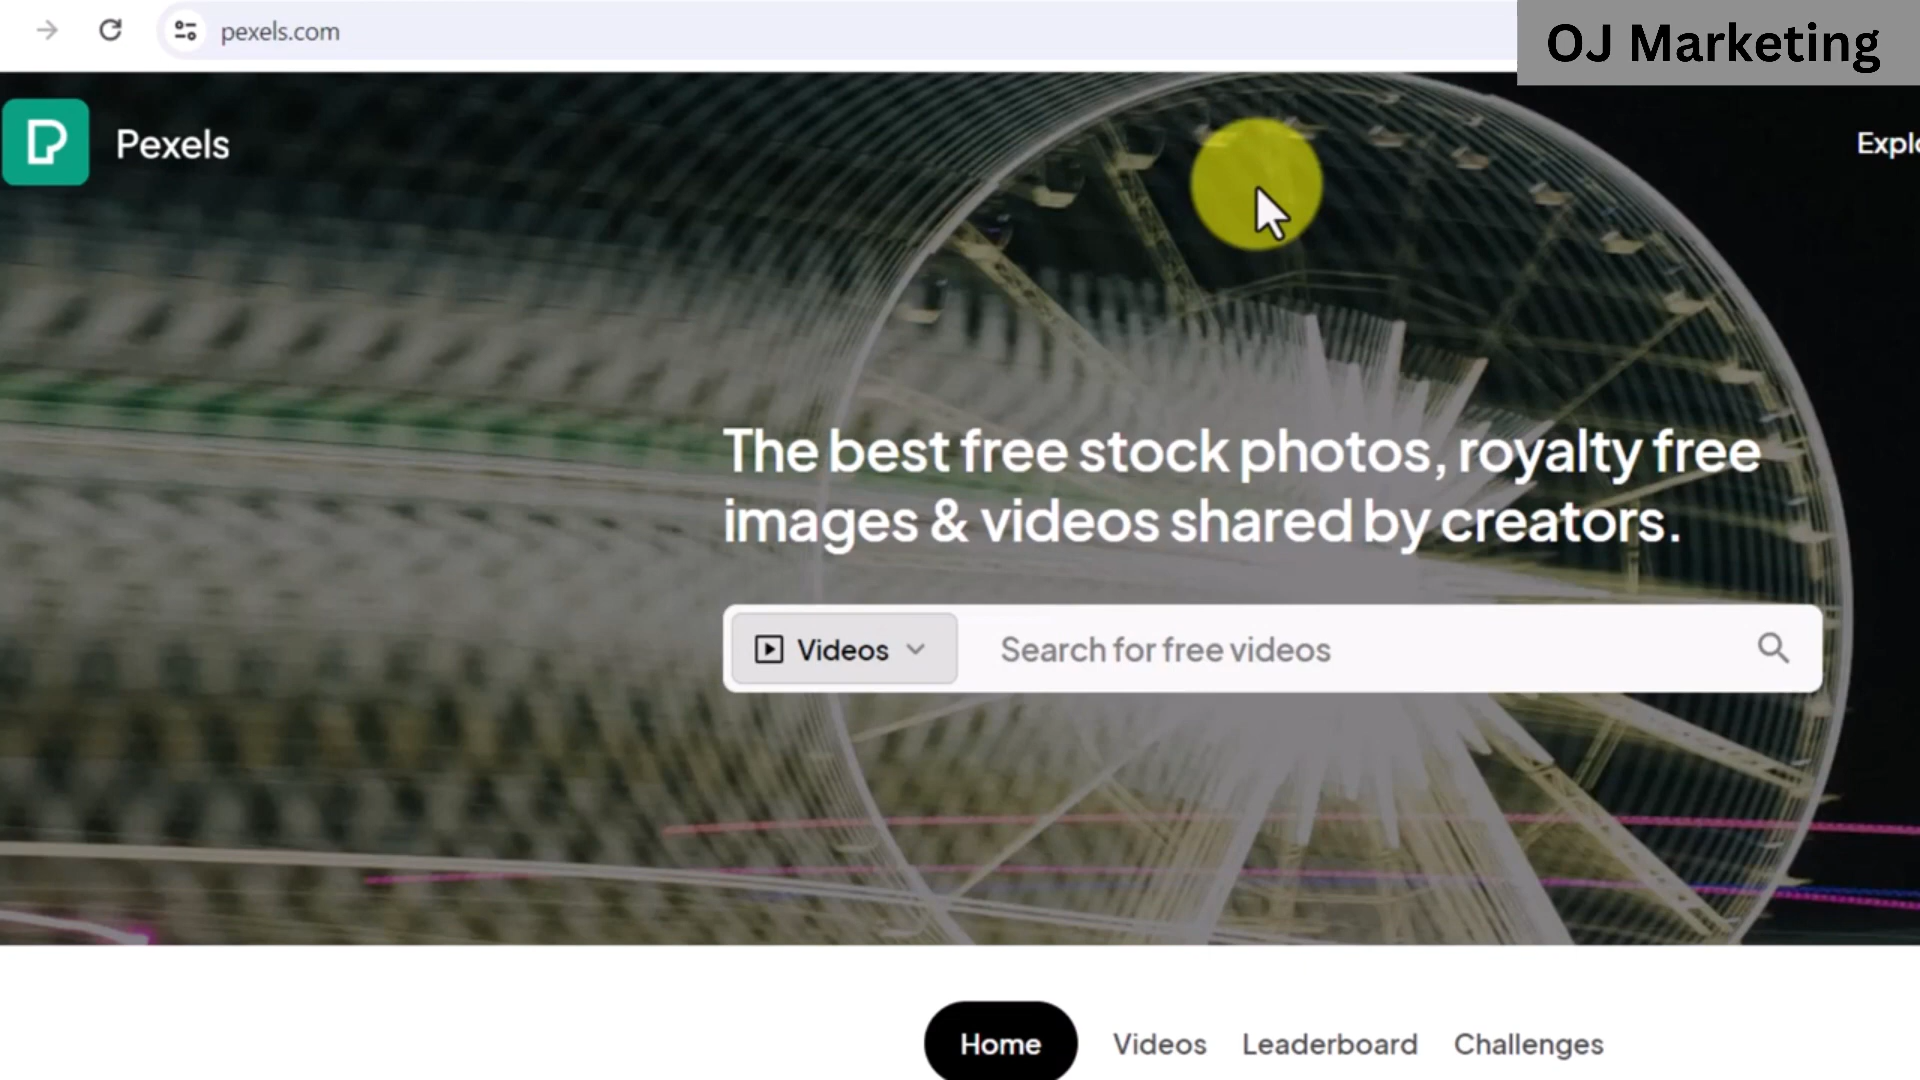 pexels.com
OJ Marketing
Pexels
Explo
The best free stock photos, royalty free
images & videos shared by creators.
Videos
Search for free videos
Home
Videos
Leaderboard
Challenges